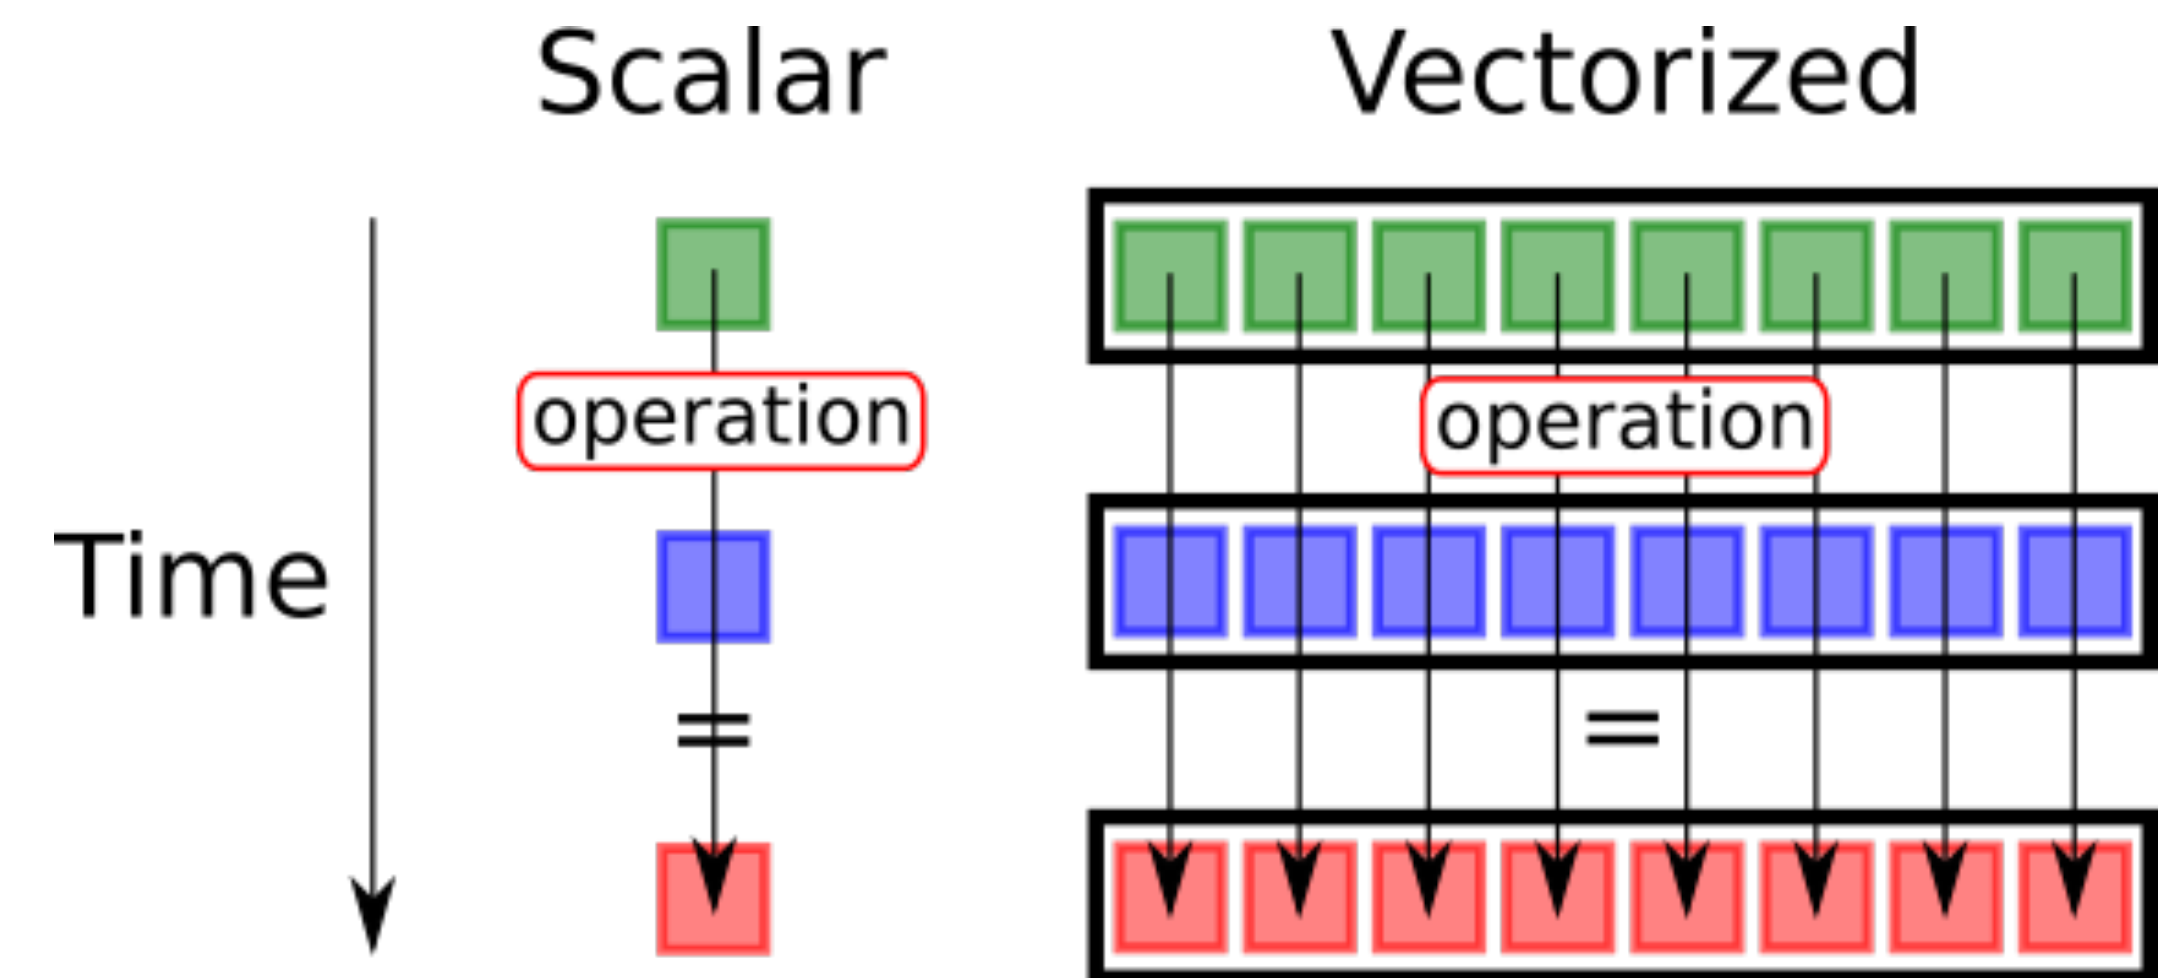 Scalar
Vectorized
operation
operation
Time
=
=